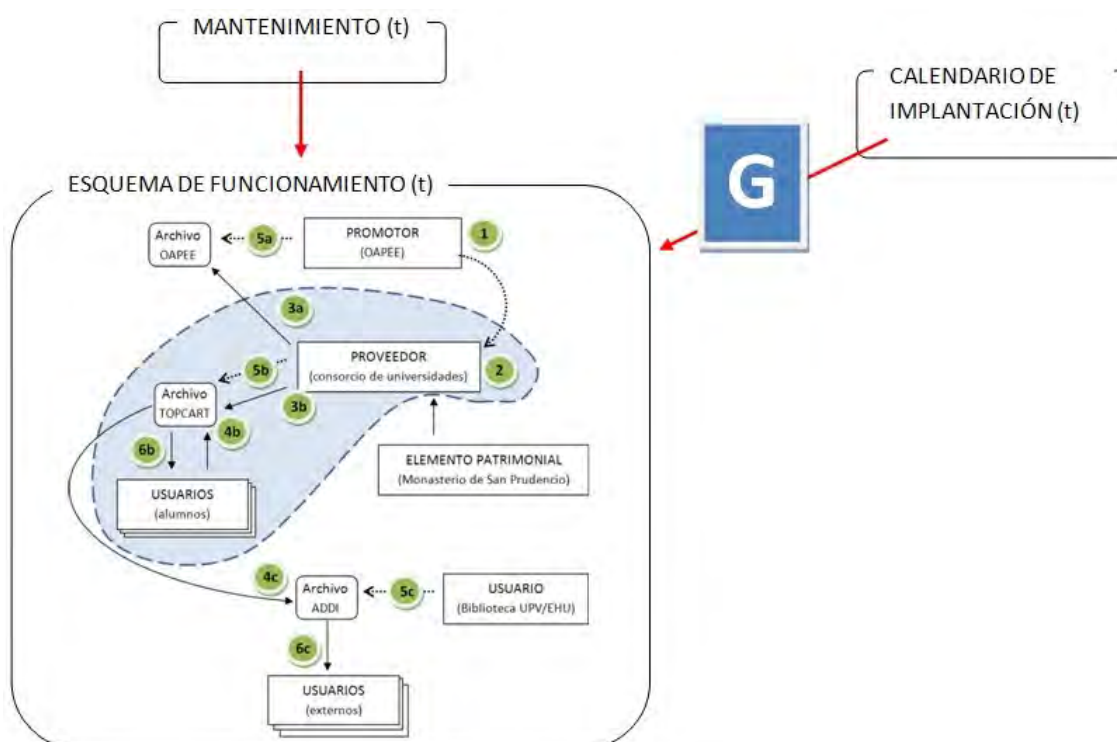 MANTENIMIENTO (t)
CALENDARIO DE
IMPLANTACIÓN (t)
G
ESQUEMA DE FUNCIONAMIENTO (t)
Archivo
OAPEE
5a
PROMOTOR
(OAPEE)
1
3a
PROVEEDOR
(consorcio de universidades)
2
5b
Archivo
TOPCART
3b
4b
6b
ELEMENTO PATRIMONIAL
(Monasterio de San Prudencio)
USUARIOS
(alumnos)
4c
Archivo
ADDI
5c
USUARIO
(Biblioteca UPV/EHU)
6c
USUARIOS
(externos)